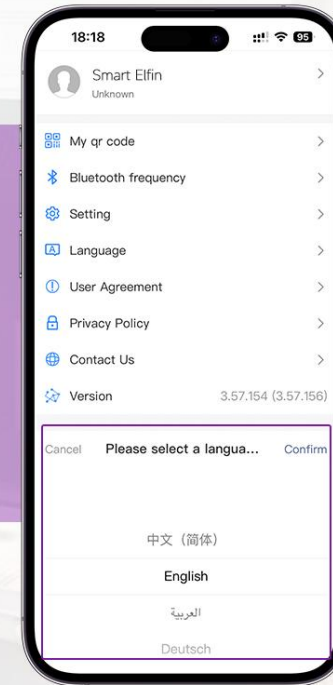 18:18
95
Smart Elfin
Unknown
My qr code
Bluetooth frequency
Setting
A
Language
User Agreement
Privacy Policy
Contact Us
Version 3.57.154 (3.57.156)
Cancel Please select a langua... Confirm
中文（简体）
English
العربية
Deutsch